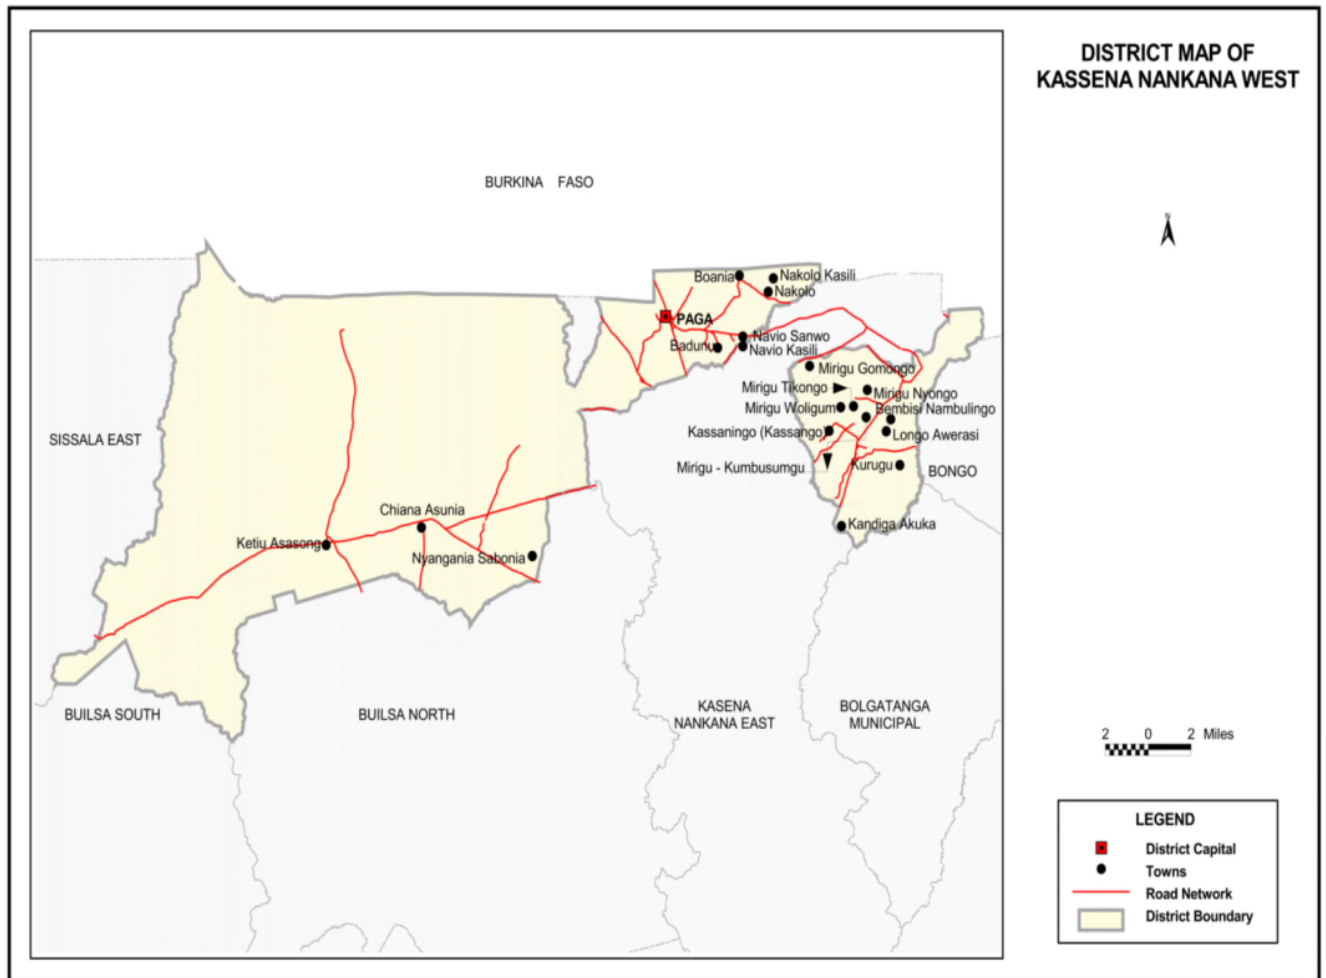 DISTRICT MAP OF
KASSENA NANKANA WEST
N
BURKINA FASO
Boania
Nakolo Kasili
Nakolo
PAGA
Navio Sanwo
Badunu
Navio Kasili
Mirigu Gomongo
Mirigu Tikongo
Mirigu Nyongo
Mirigu Woligum
Bembisi Nambulingo
SISSALA EAST
Kassaningo (Kassango)
Longo Awerasi
Mirigu - Kumbusumgu
Kurugu
BONGO
Chiana Asunia
Kandiga Akuka
Ketiu Asasong
Nyangania Sabonia
BUILSA SOUTH
BUILSA NORTH
KASENA
NANKANA EAST
BOLGATANGA
MUNICIPAL
2 0 2 Miles
LEGEND
District Capital
Towns
Road Network
District Boundary